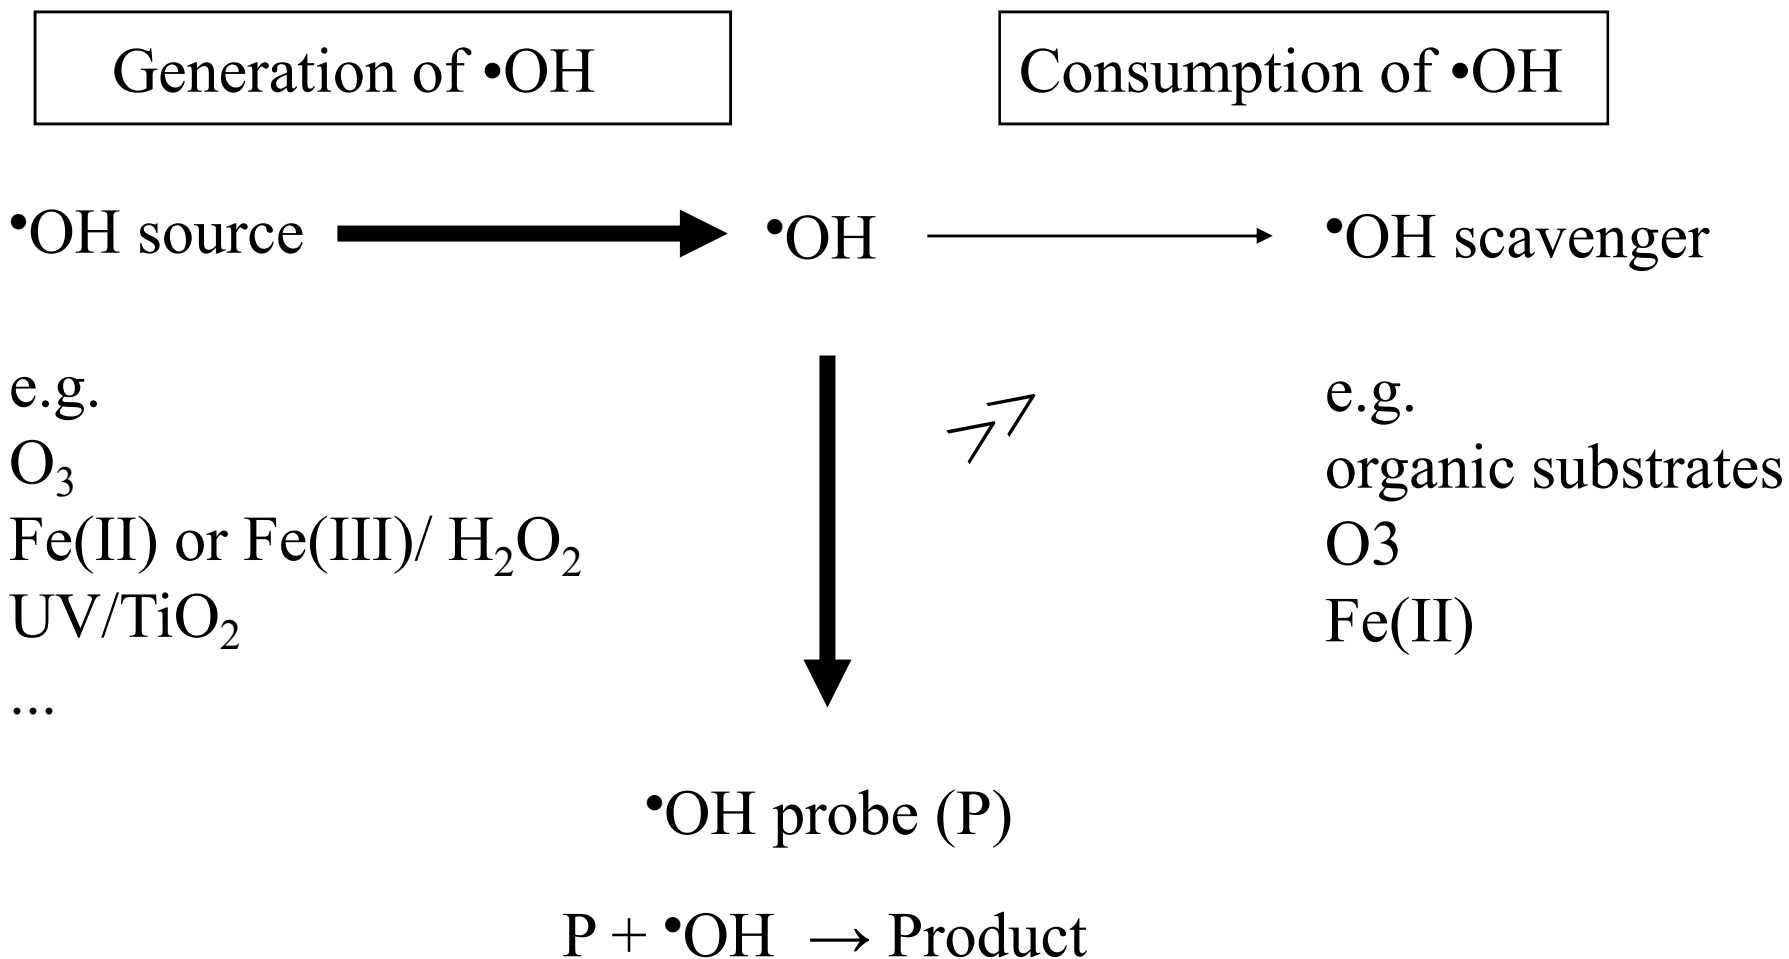 Generation of •OH
Consumption of •OH
•OH source
•OH
•OH scavenger
e.g.
O₃
Fe(II) or Fe(III)/ H₂O₂
UV/TiO₂
...
>>
e.g.
organic substrates
O3
Fe(II)
•OH probe (P)
P + •OH → Product